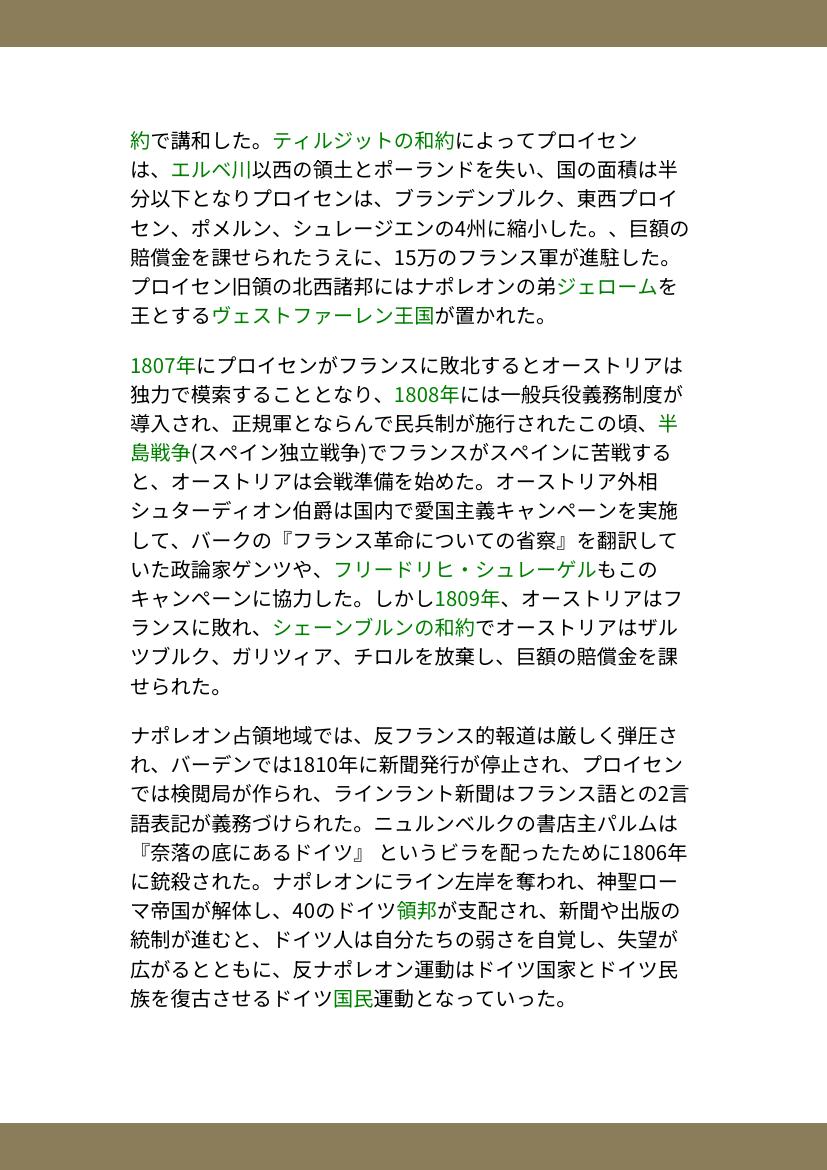 約で講和した。ティルジットの和約によってプロイセン
は、エルベ川以西の領土とポーランドを失い、国の面積は半
分以下となりプロイセンは、ブランデンブルク、東西プロイ
セン、ポメルン、シュレージエンの4州に縮小した。、巨額の
賠償金を課せられたうえに、15万のフランス軍が進駐した。
プロイセン旧領の北西諸邦にはナポレオンの弟ジェロームを
王とするヴェストファーレン王国が置かれた。
1807年にプロイセンがフランスに敗北するとオーストリアは
独力で模索することとなり、1808年には一般兵役義務制度が
導入され、正規軍とならんで民兵制が施行されたこの頃、半
島戦争(スペイン独立戦争)でフランスがスペインに苦戦する
と、オーストリアは会戦準備を始めた。オーストリア外相
シュターディオン伯爵は国内で愛国主義キャンペーンを実施
して、バークの『フランス革命についての省察』を翻訳して
いた政論家ゲンツや、フリードリヒ・シュレーゲルもこの
キャンペーンに協力した。しかし1809年、オーストリアはフ
ランスに敗れ、シェーンブルンの和約でオーストリアはザル
ツブルク、ガリツィア、チロルを放棄し、巨額の賠償金を課
せられた。
ナポレオン占領地域では、反フランス的報道は厳しく弾圧さ
れ、バーデンでは1810年に新聞発行が停止され、プロイセン
では検閲局が作られ、ラインラント新聞はフランス語との2言
語表記が義務づけられた。ニュルンベルクの書店主パルムは
『奈落の底にあるドイツ』 というビラを配ったために1806年
に銃殺された。ナポレオンにライン左岸を奪われ、神聖ロー
マ帝国が解体し、40のドイツ領邦が支配され、新聞や出版の
統制が進むと、ドイツ人は自分たちの弱さを自覚し、失望が
広がるとともに、反ナポレオン運動はドイツ国家とドイツ民
族を復古させるドイツ国民運動となっていった。